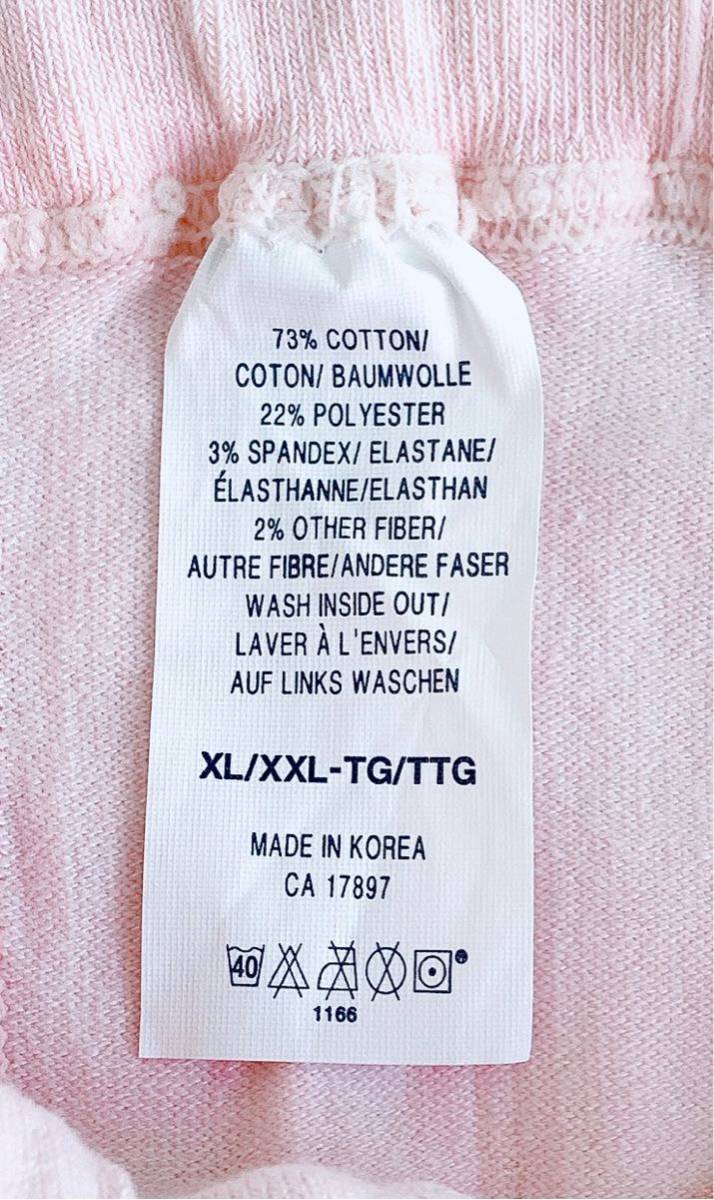 73% COTTON/
COTON/ BAUMWOLLE
22% POLYESTER
3% SPANDEX/ ELASTANE/
ÉLASTHANNE/ELASTHAN
2% OTHER FIBER/
AUTRE FIBRE/ANDERE FASER
WASH INSIDE OUT/
LAVER À L'ENVERS/
AUF LINKS WASCHEN
XL/XXL-TG/TTG
MADE IN KOREA
CA 17897
40
1166